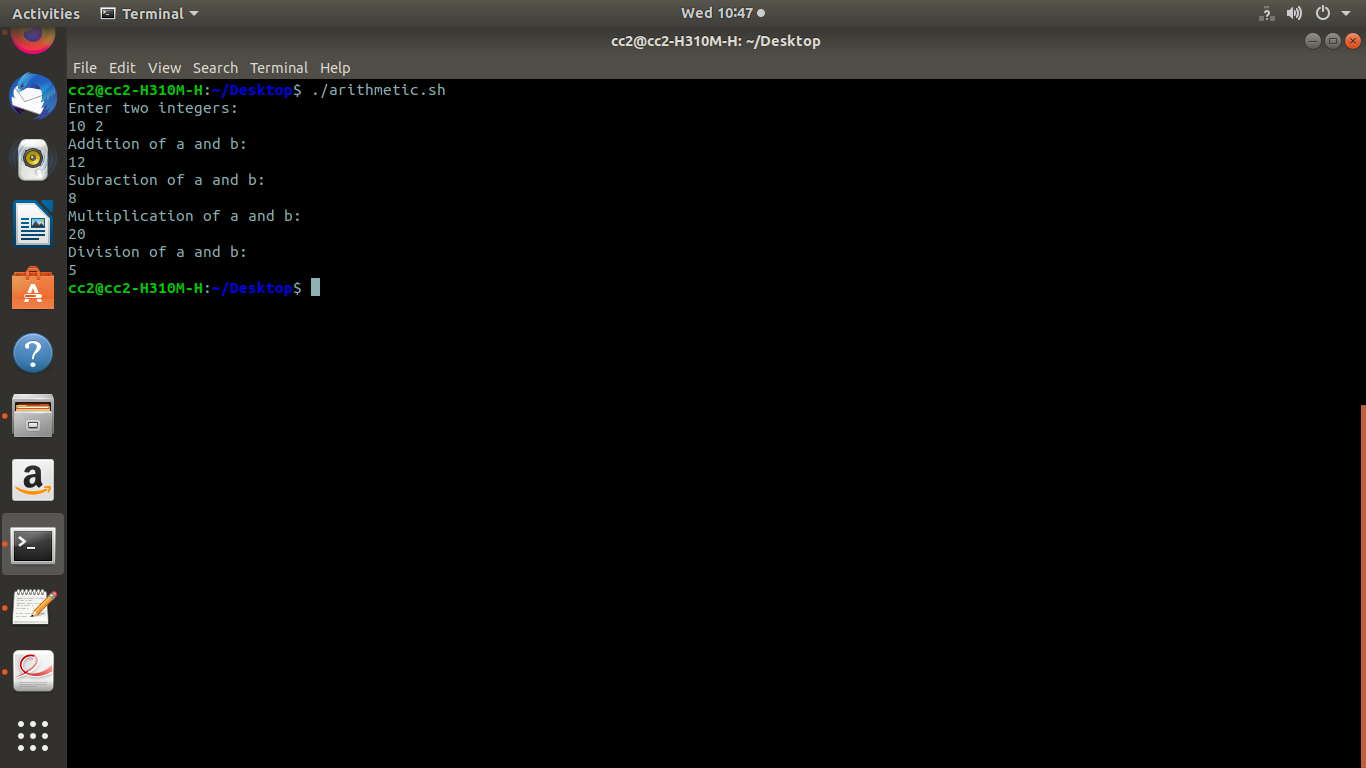 Activities Terminal Wed 10:47
cc2@cc2-H310M-H: ~/Desktop
File Edit View Search Terminal Help
cc2@cc2-H310M-H:~/Desktop$ ./arithmetic.sh
Enter two integers:
10 2
Addition of a and b:
12
Subraction of a and b:
8
Multiplication of a and b:
20
Division of a and b:
5
cc2@cc2-H310M-H:~/Desktop$